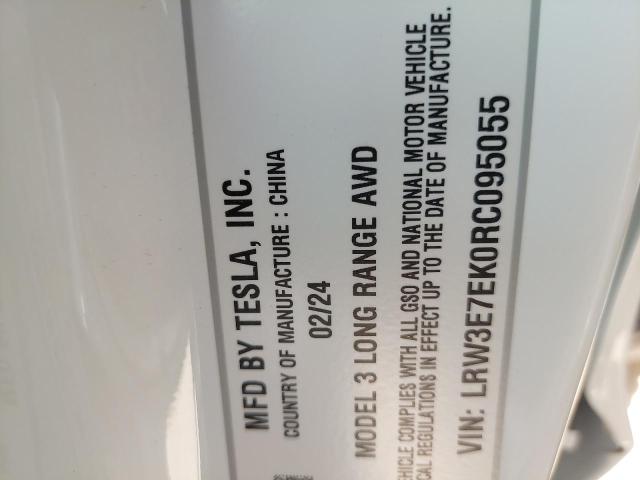 MFD BY TESLA, INC.
COUNTRY OF MANUFACTURE : CHINA
02/24
MODEL 3 LONG RANGE AWD
EHICLE COMPLIES WITH ALL GSO AND NATIONAL MOTOR VEHICLE
CAL REGULATIONS IN EFFECT UP TO THE DATE OF MANUFACTURE.
VIN: LRW3E7EK0RC095055